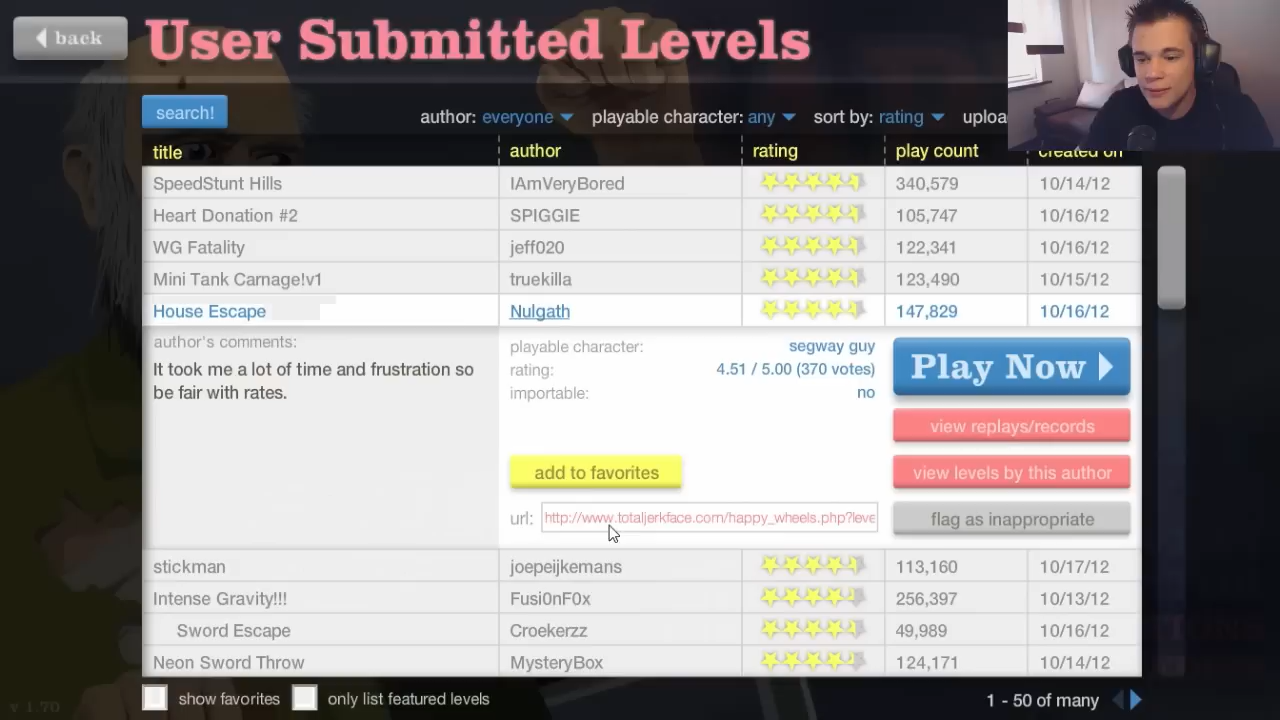 back
User Submitted Levels
search!
author: everyone playable character: any sort by: rating uploa
title author rating play count created on
SpeedStunt Hills IAmVeryBored 340,579 10/14/12
Heart Donation #2 SPIGGIE 105,747 10/16/12
WG Fatality jeff020 122,341 10/16/12
Mini Tank Carnage!v1 truekilla 123,490 10/15/12
House Escape Nulgath 147,829 10/16/12
author's comments:
It took me a lot of time and frustration so
be fair with rates.
playable character: segway guy
rating: 4.51 / 5.00 (370 votes)
importable: no
add to favorites
url: http://www.totaljerkface.com/happy_wheels.php?leve
Play Now
view replays/records
view levels by this author
flag as inappropriate
stickman joepeijkemans 113,160 10/17/12
Intense Gravity!!! Fusi0nF0x 256,397 10/13/12
Sword Escape Croekerzz 49,989 10/16/12
Neon Sword Throw MysteryBox 124,171 10/14/12
show favorites only list featured levels 1 - 50 of many
v 1.70